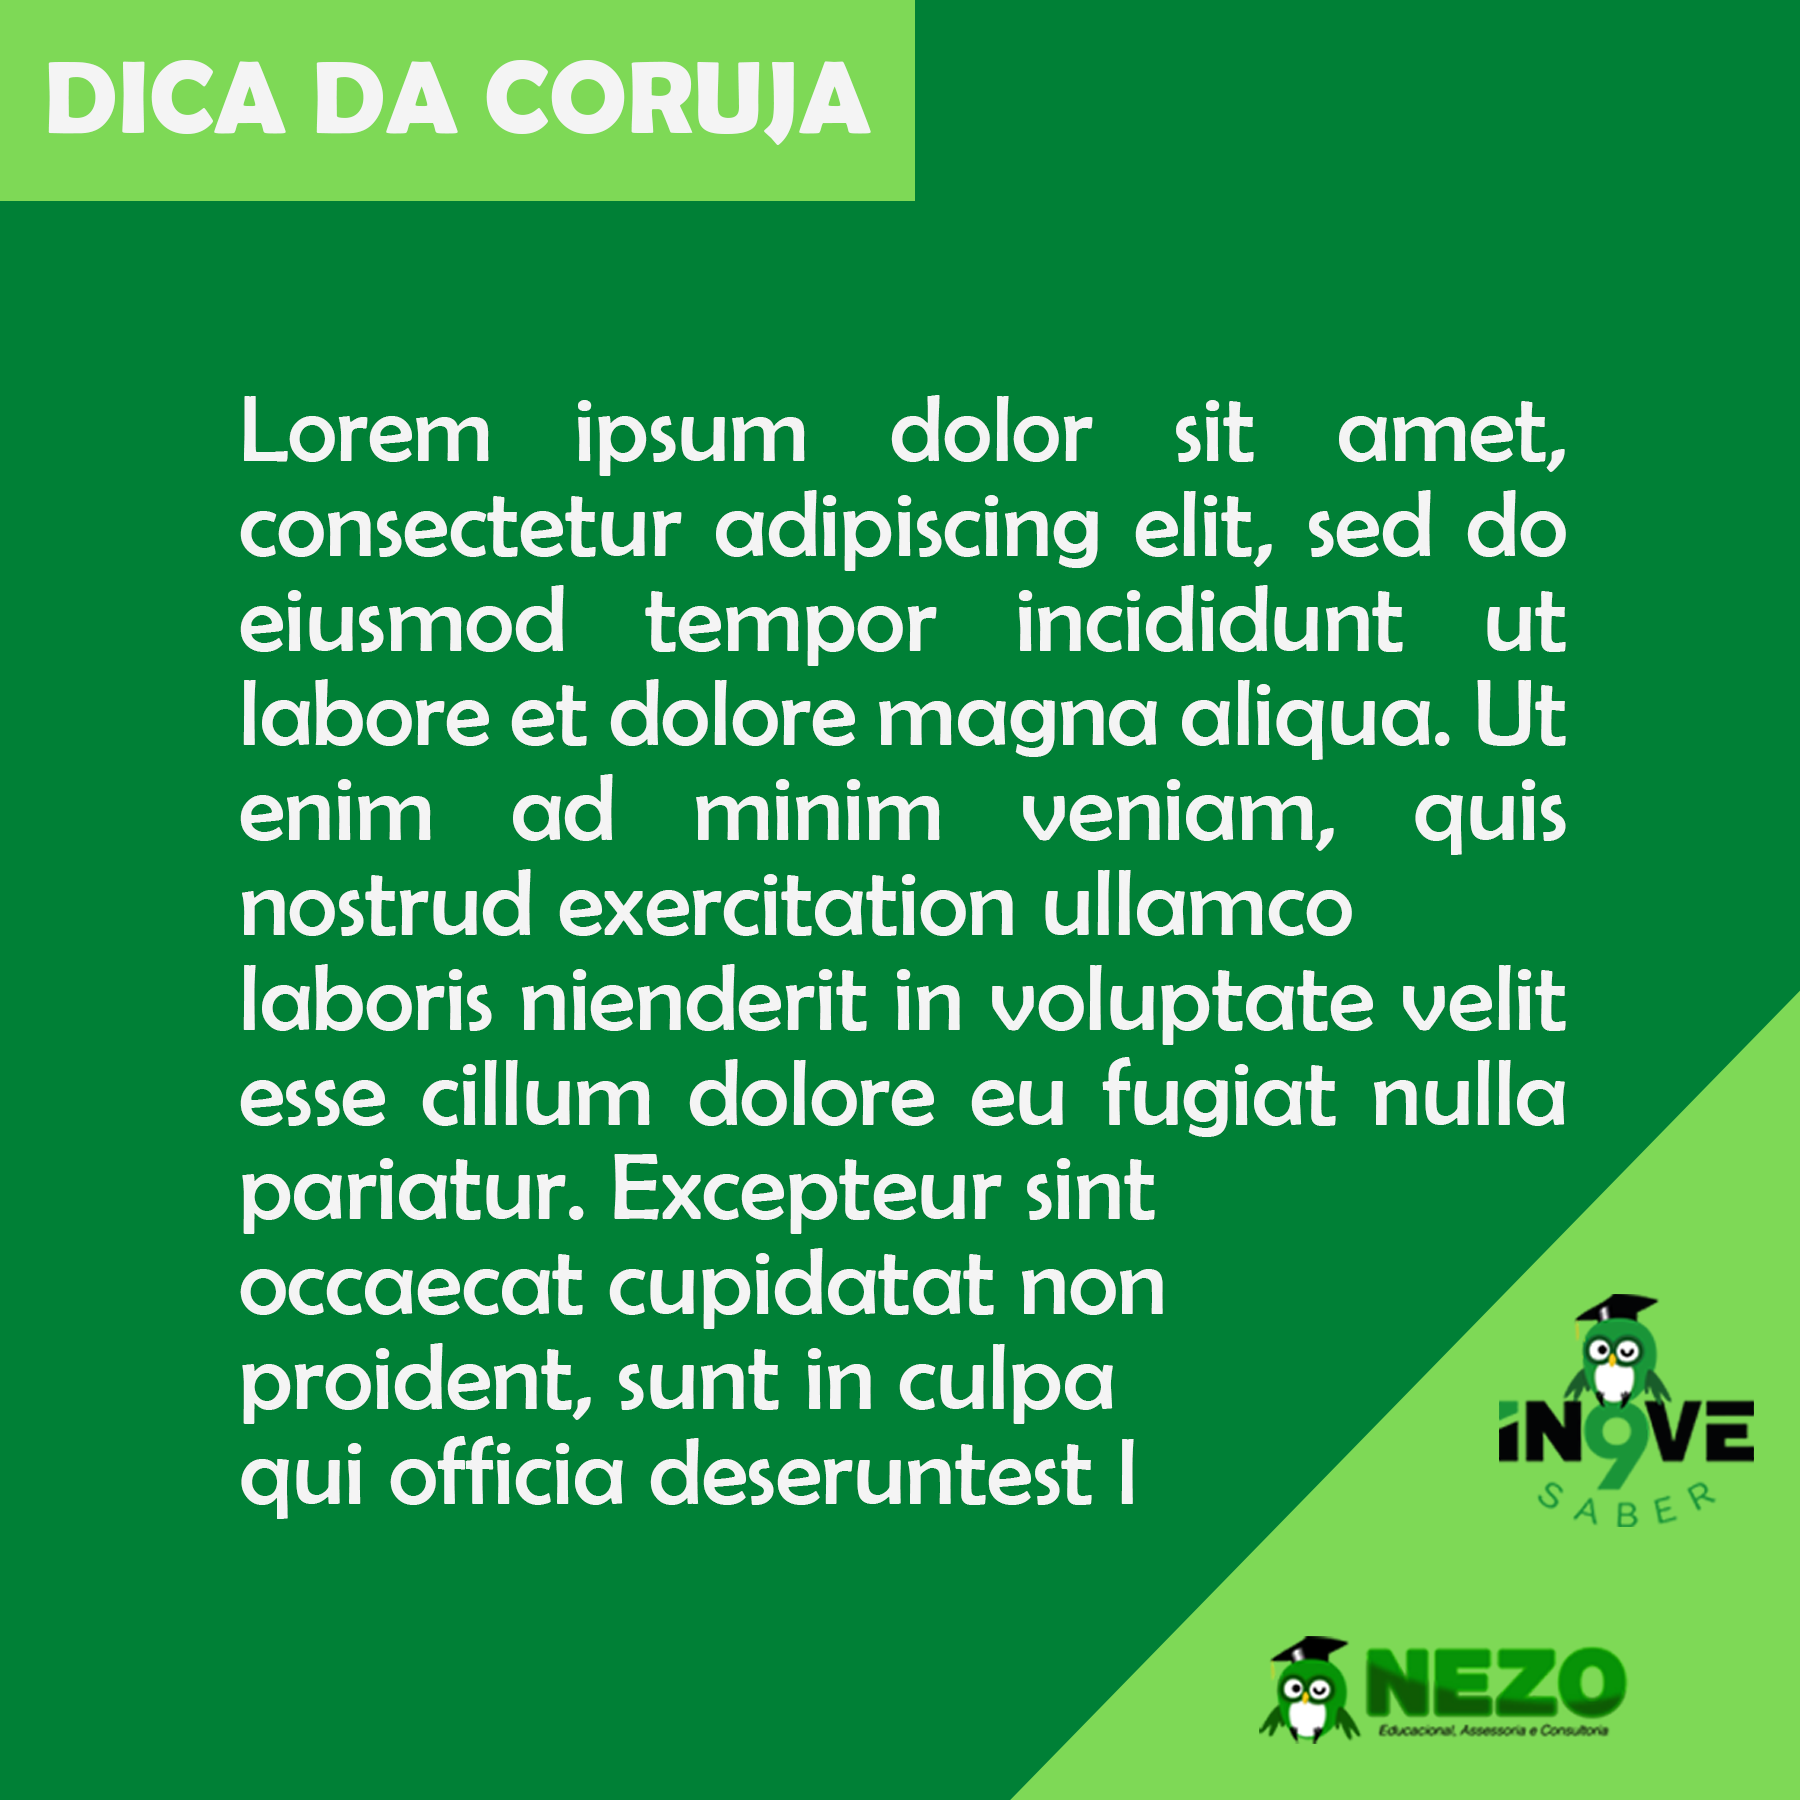 DICA DA CORUJA
Lorem ipsum dolor sit amet,
consectetur adipiscing elit, sed do
eiusmod tempor incididunt ut
labore et dolore magna aliqua. Ut
enim ad minim veniam, quis
nostrud exercitation ullamco
laboris nienderit in voluptate velit
esse cillum dolore eu fugiat nulla
pariatur. Excepteur sint
occaecat cupidatat non
proident, sunt in culpa
qui officia deseruntest l
iN9VE
SABER
NEZO
Educacional, Assessoria e Consultoria